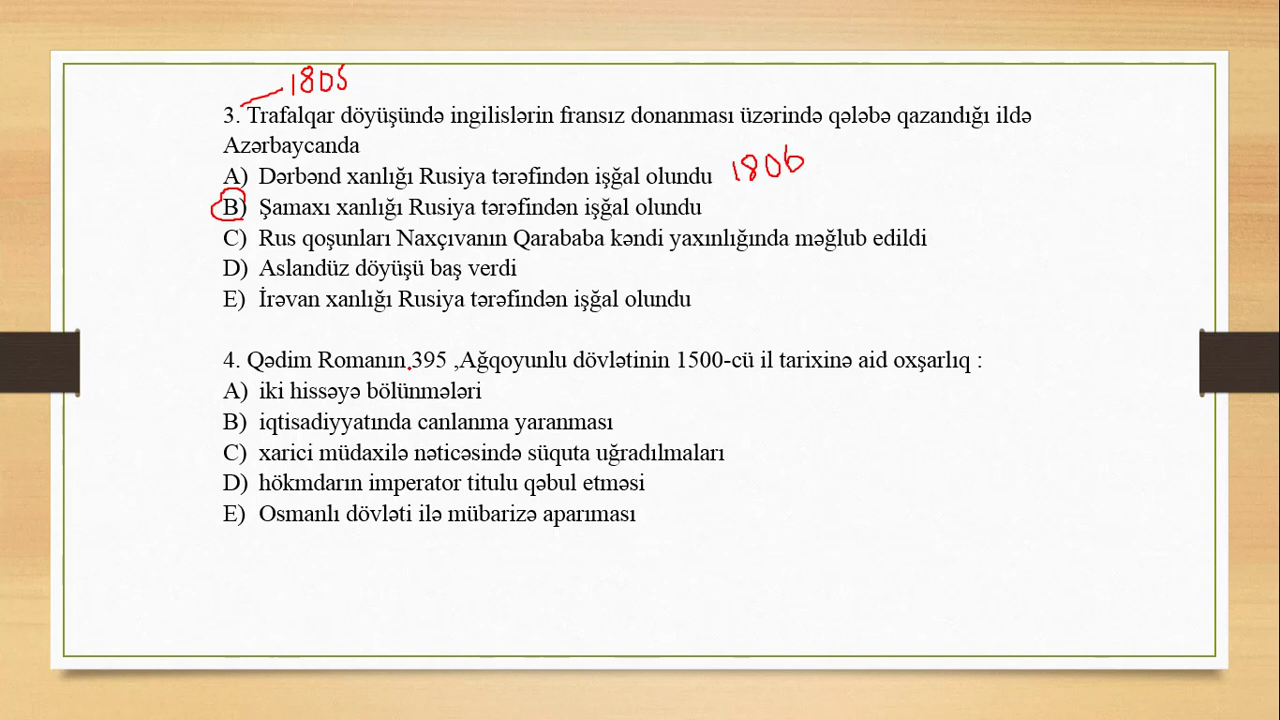 1805
3. Trafalqar döyüşündə ingilislərin fransız donanması üzərində qələbə qazandığı ildə
Azərbaycanda
A) Dərbənd xanlığı Rusiya tərəfindən işğal olundu 1806
B) Şamaxı xanlığı Rusiya tərəfindən işğal olundu
C) Rus qoşunları Naxçıvanın Qarababa kəndi yaxınlığında məğlub edildi
D) Aslandüz döyüşü baş verdi
E) İrəvan xanlığı Rusiya tərəfindən işğal olundu
4. Qədim Romanın 395 ,Ağqoyunlu dövlətinin 1500-cü il tarixinə aid oxşarlıq :
A) iki hissəyə bölünmələri
B) iqtisadiyyatında canlanma yaranması
C) xarici müdaxilə nəticəsində süquta uğradılmaları
D) hökmdarın imperator titulu qəbul etməsi
E) Osmanlı dövləti ilə mübarizə aparıması